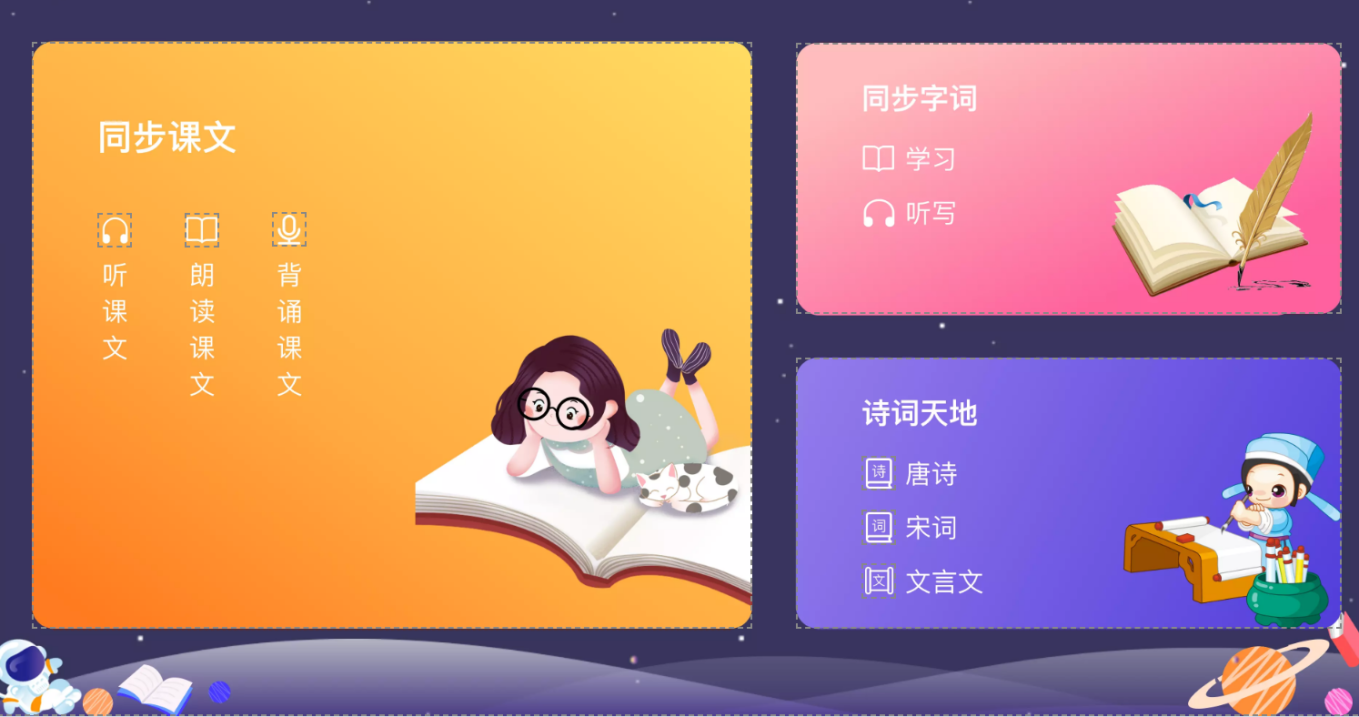 同步课文
听课文
朗读课文
背诵课文
同步字词
学习
听写
诗词天地
诗 唐诗
词 宋词
文 文言文